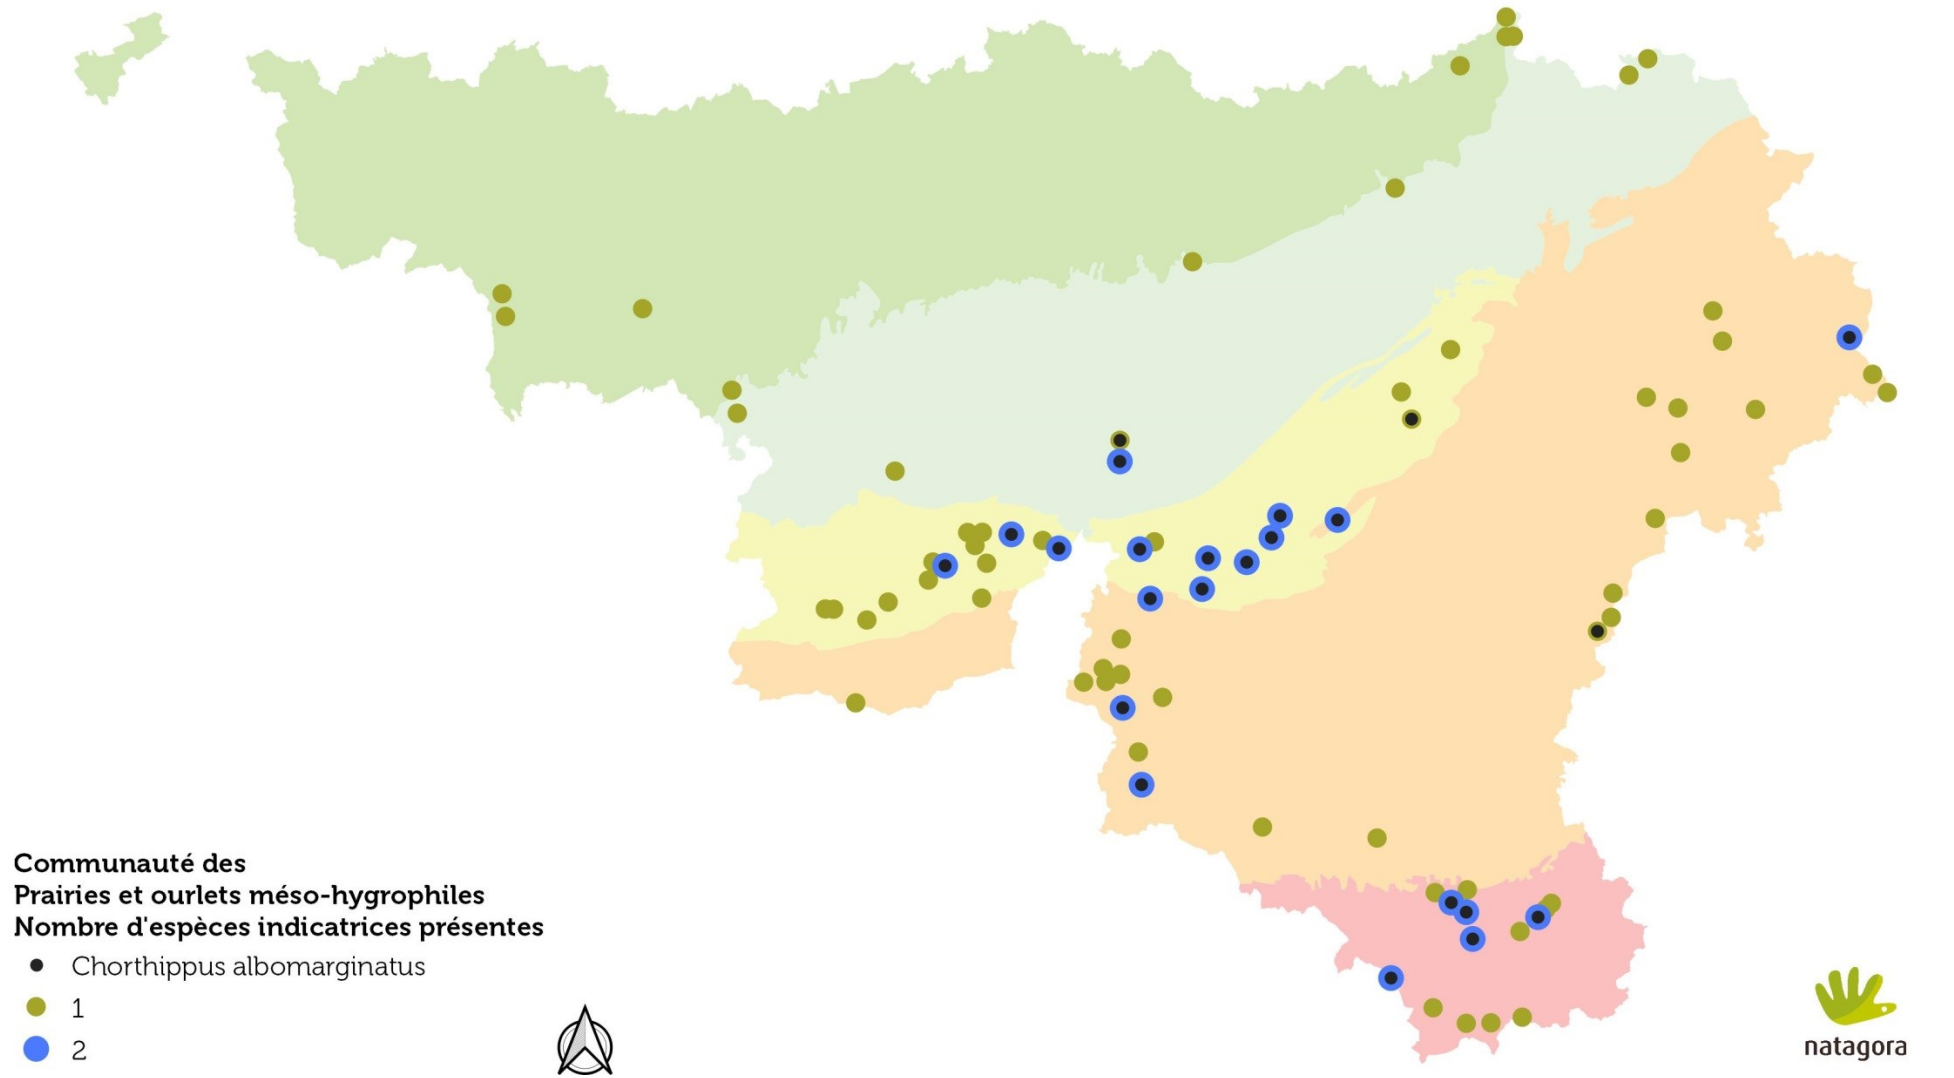 Communauté des
Prairies et ourlets méso-hygrophiles
Nombre d'espèces indicatrices présentes
Chorthippus albomarginatus
1
2
natagora